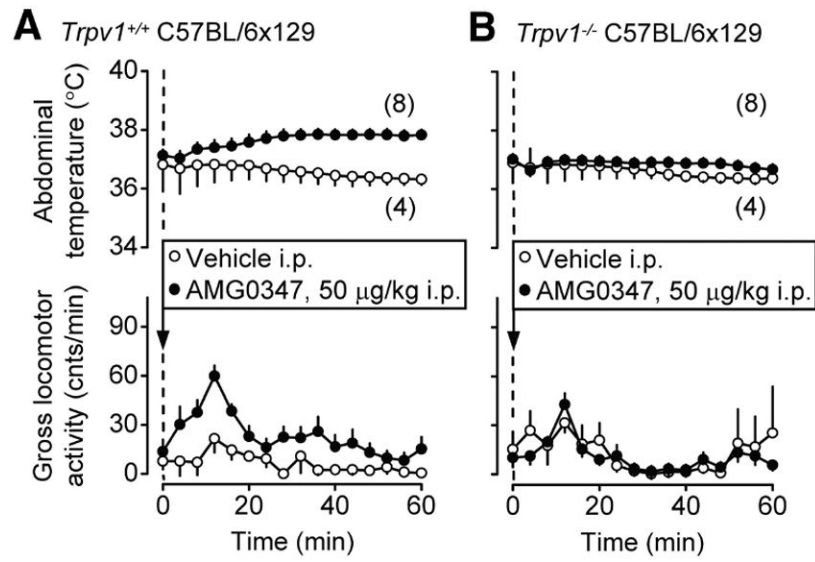 A Trpv1+/+ C57BL/6x129
B Trpv1-/- C57BL/6x129
Abdominal
temperature (°C)
40
38
36
34
(8)
(4)
(8)
(4)
Vehicle i.p.
AMG0347, 50 µg/kg i.p.
Vehicle i.p.
AMG0347, 50 µg/kg i.p.
Gross locomotor
activity (cnts/min)
90
60
30
0
0 20 40 60
0 20 40 60
Time (min)
Time (min)